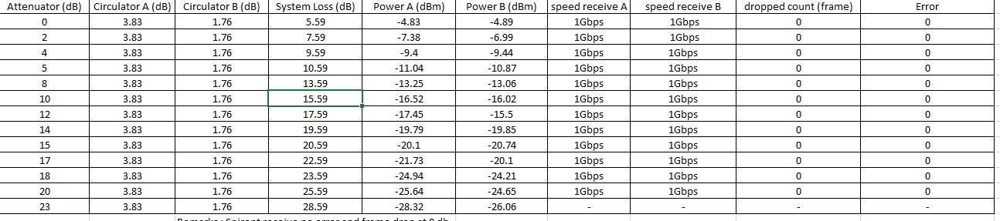 Attenuator (dB) Circulator A (dB) Circulator B (dB) System Loss (dB) Power A (dBm) Power B (dBm) speed receive A speed receive B dropped count (frame) Error
0 3.83 1.76 5.59 -4.83 -4.89 1Gbps 1Gbps 0 0
2 3.83 1.76 7.59 -7.38 -6.99 1Gbps 1Gbps 0 0
4 3.83 1.76 9.59 -9.4 -9.44 1Gbps 1Gbps 0 0
5 3.83 1.76 10.59 -11.04 -10.87 1Gbps 1Gbps 0 0
8 3.83 1.76 13.59 -13.25 -13.06 1Gbps 1Gbps 0 0
10 3.83 1.76 15.59 -16.52 -16.02 1Gbps 1Gbps 0 0
12 3.83 1.76 17.59 -17.45 -15.5 1Gbps 1Gbps 0 0
14 3.83 1.76 19.59 -19.79 -19.85 1Gbps 1Gbps 0 0
15 3.83 1.76 20.59 -20.1 -20.74 1Gbps 1Gbps 0 0
17 3.83 1.76 22.59 -21.73 -20.1 1Gbps 1Gbps 0 0
18 3.83 1.76 23.59 -24.94 -24.21 1Gbps 1Gbps 0 0
20 3.83 1.76 25.59 -25.64 -24.65 1Gbps 1Gbps 0 0
23 3.83 1.76 28.59 -28.32 -26.06 - - - -